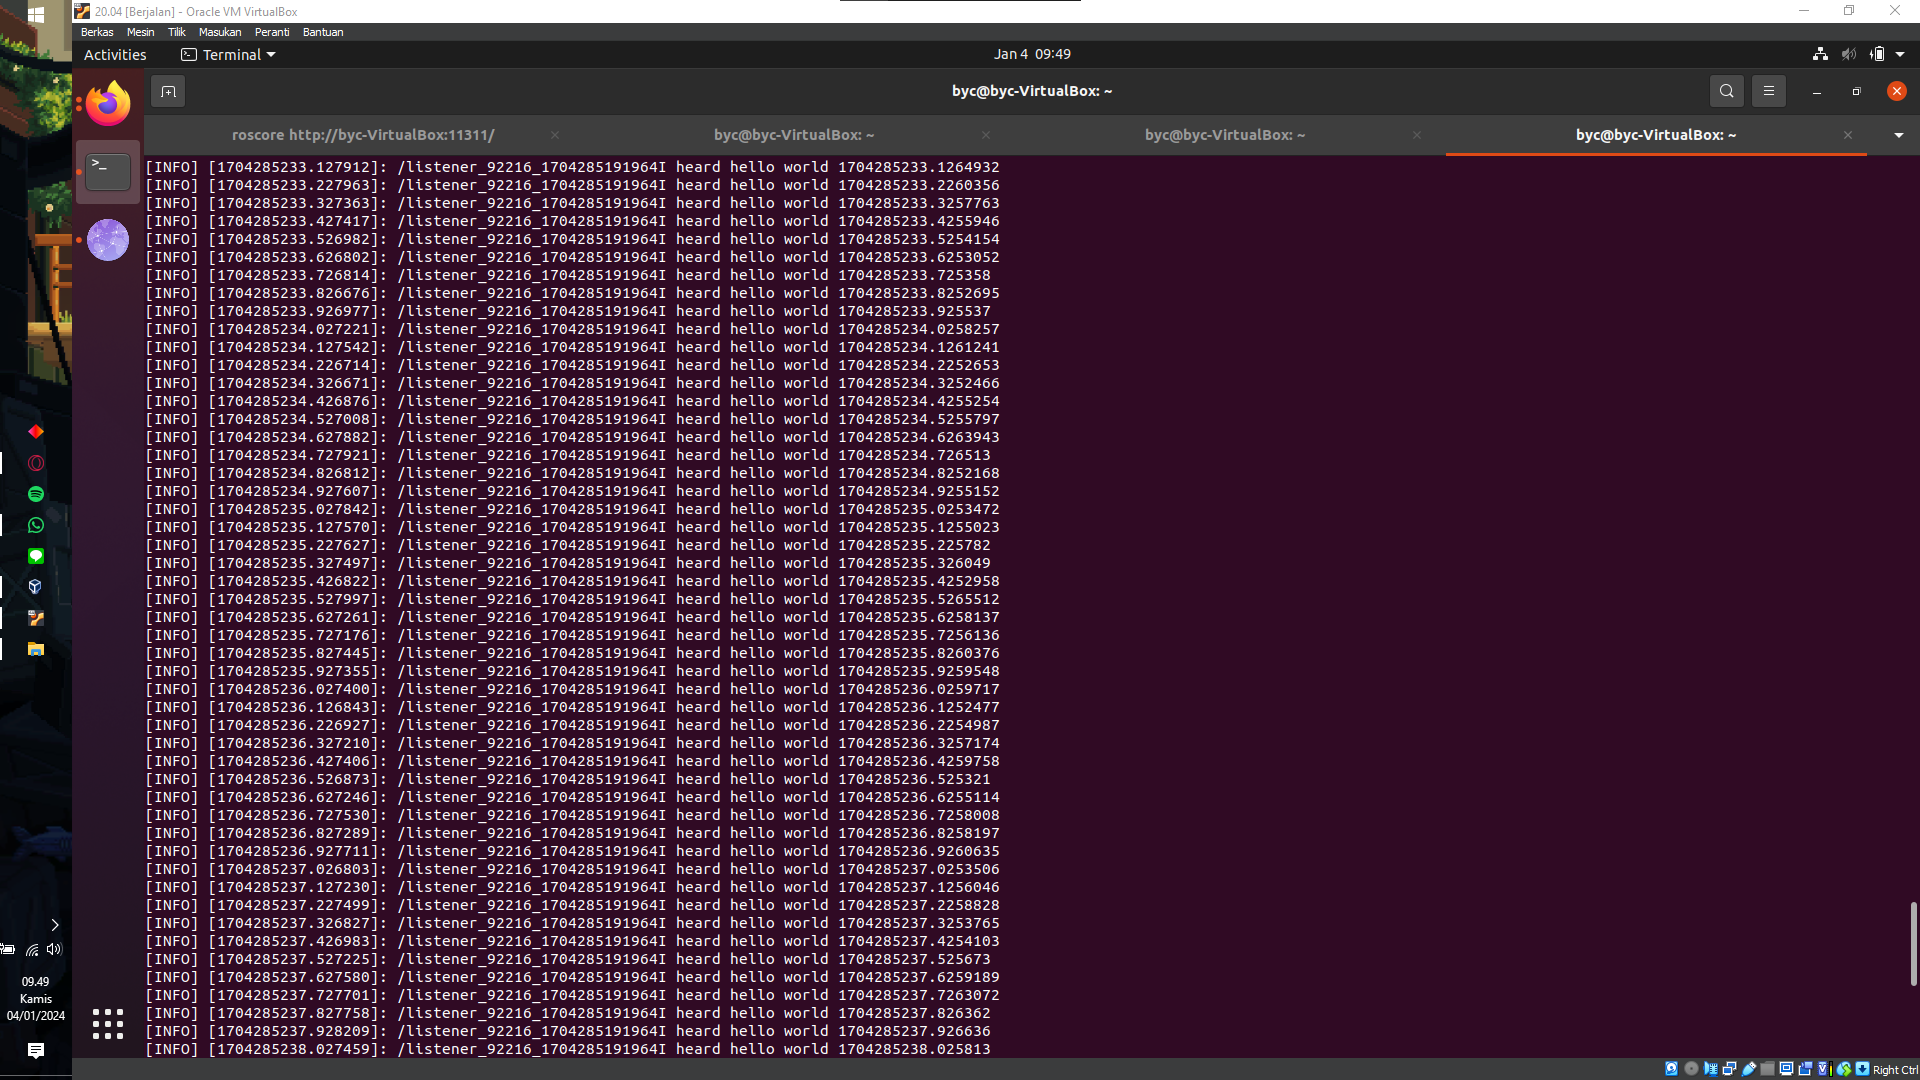 20.04 [Berjalan] - Oracle VM VirtualBox
Berkas Mesin Tilik Masukan Peranti Bantuan
Activities Terminal Jan 4 09:49
byc@byc-VirtualBox: ~
roscore http://byc-VirtualBox:11311/ byc@byc-VirtualBox: ~ byc@byc-VirtualBox: ~ byc@byc-VirtualBox: ~
[INFO] [1704285233.127912]: /listener_92216_1704285191964I heard hello world 1704285233.1264932
[INFO] [1704285233.227963]: /listener_92216_1704285191964I heard hello world 1704285233.2260356
[INFO] [1704285233.327363]: /listener_92216_1704285191964I heard hello world 1704285233.3257763
[INFO] [1704285233.427417]: /listener_92216_1704285191964I heard hello world 1704285233.4255946
[INFO] [1704285233.526982]: /listener_92216_1704285191964I heard hello world 1704285233.5254154
[INFO] [1704285233.626802]: /listener_92216_1704285191964I heard hello world 1704285233.6253052
[INFO] [1704285233.726814]: /listener_92216_1704285191964I heard hello world 1704285233.725358
[INFO] [1704285233.826676]: /listener_92216_1704285191964I heard hello world 1704285233.8252695
[INFO] [1704285233.926977]: /listener_92216_1704285191964I heard hello world 1704285233.925537
[INFO] [1704285234.027221]: /listener_92216_1704285191964I heard hello world 1704285234.0258257
[INFO] [1704285234.127542]: /listener_92216_1704285191964I heard hello world 1704285234.1261241
[INFO] [1704285234.226714]: /listener_92216_1704285191964I heard hello world 1704285234.2252653
[INFO] [1704285234.326671]: /listener_92216_1704285191964I heard hello world 1704285234.3252466
[INFO] [1704285234.426876]: /listener_92216_1704285191964I heard hello world 1704285234.4255254
[INFO] [1704285234.527008]: /listener_92216_1704285191964I heard hello world 1704285234.5255797
[INFO] [1704285234.627882]: /listener_92216_1704285191964I heard hello world 1704285234.6263943
[INFO] [1704285234.727921]: /listener_92216_1704285191964I heard hello world 1704285234.726513
[INFO] [1704285234.826812]: /listener_92216_1704285191964I heard hello world 1704285234.8252168
[INFO] [1704285234.927607]: /listener_92216_1704285191964I heard hello world 1704285234.9255152
[INFO] [1704285235.027842]: /listener_92216_1704285191964I heard hello world 1704285235.0253472
[INFO] [1704285235.127570]: /listener_92216_1704285191964I heard hello world 1704285235.1255023
[INFO] [1704285235.227627]: /listener_92216_1704285191964I heard hello world 1704285235.225782
[INFO] [1704285235.327497]: /listener_92216_1704285191964I heard hello world 1704285235.326049
[INFO] [1704285235.426822]: /listener_92216_1704285191964I heard hello world 1704285235.4252958
[INFO] [1704285235.527997]: /listener_92216_1704285191964I heard hello world 1704285235.5265512
[INFO] [1704285235.627261]: /listener_92216_1704285191964I heard hello world 1704285235.6258137
[INFO] [1704285235.727176]: /listener_92216_1704285191964I heard hello world 1704285235.7256136
[INFO] [1704285235.827445]: /listener_92216_1704285191964I heard hello world 1704285235.8260376
[INFO] [1704285235.927355]: /listener_92216_1704285191964I heard hello world 1704285235.9259548
[INFO] [1704285236.027400]: /listener_92216_1704285191964I heard hello world 1704285236.0259717
[INFO] [1704285236.126843]: /listener_92216_1704285191964I heard hello world 1704285236.1252477
[INFO] [1704285236.226927]: /listener_92216_1704285191964I heard hello world 1704285236.2254987
[INFO] [1704285236.327210]: /listener_92216_1704285191964I heard hello world 1704285236.3257174
[INFO] [1704285236.427406]: /listener_92216_1704285191964I heard hello world 1704285236.4259758
[INFO] [1704285236.526873]: /listener_92216_1704285191964I heard hello world 1704285236.525321
[INFO] [1704285236.627246]: /listener_92216_1704285191964I heard hello world 1704285236.6255114
[INFO] [1704285236.727530]: /listener_92216_1704285191964I heard hello world 1704285236.7258008
[INFO] [1704285236.827289]: /listener_92216_1704285191964I heard hello world 1704285236.8258197
[INFO] [1704285236.927711]: /listener_92216_1704285191964I heard hello world 1704285236.9260635
[INFO] [1704285237.026803]: /listener_92216_1704285191964I heard hello world 1704285237.0253506
[INFO] [1704285237.127230]: /listener_92216_1704285191964I heard hello world 1704285237.1256046
[INFO] [1704285237.227499]: /listener_92216_1704285191964I heard hello world 1704285237.2258828
[INFO] [1704285237.326827]: /listener_92216_1704285191964I heard hello world 1704285237.3253765
[INFO] [1704285237.426983]: /listener_92216_1704285191964I heard hello world 1704285237.4254103
[INFO] [1704285237.527225]: /listener_92216_1704285191964I heard hello world 1704285237.525673
[INFO] [1704285237.627580]: /listener_92216_1704285191964I heard hello world 1704285237.6259189
[INFO] [1704285237.727701]: /listener_92216_1704285191964I heard hello world 1704285237.7263072
[INFO] [1704285237.827758]: /listener_92216_1704285191964I heard hello world 1704285237.826362
[INFO] [1704285237.928209]: /listener_92216_1704285191964I heard hello world 1704285237.926636
[INFO] [1704285238.027459]: /listener_92216_1704285191964I heard hello world 1704285238.025813
09.49
Kamis
04/01/2024
Right Ctrl